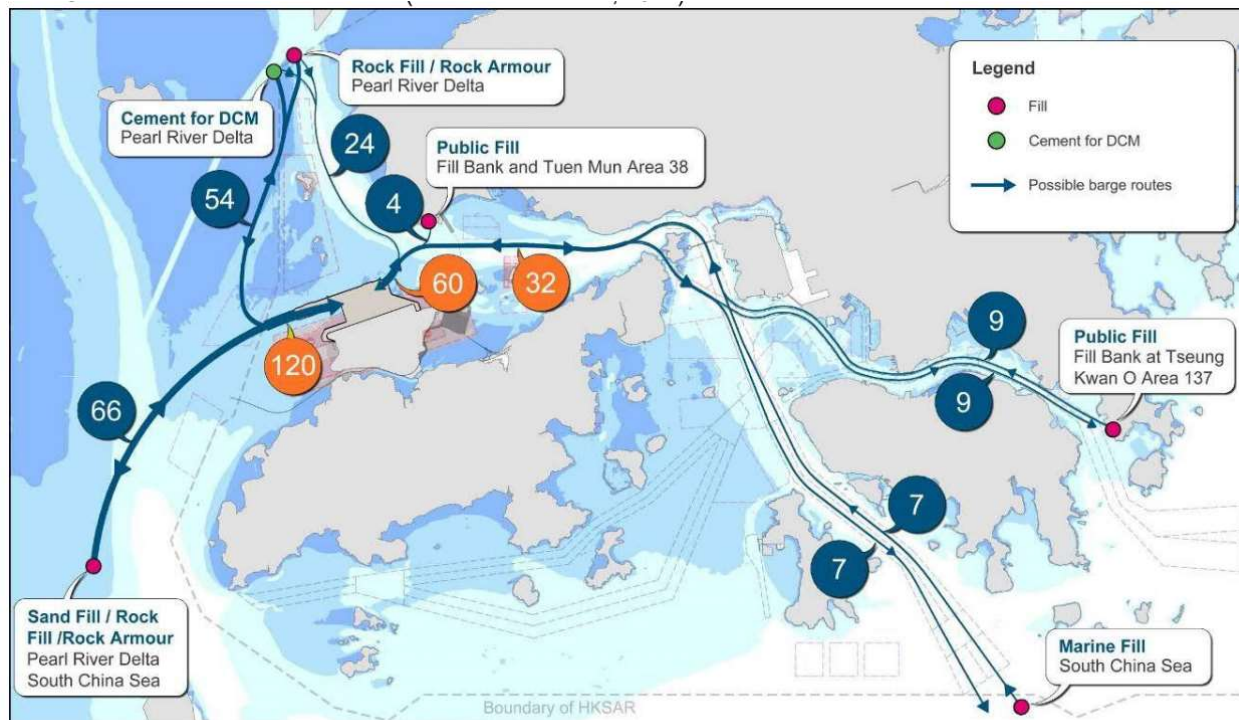 Rock Fill / Rock Armour
Pearl River Delta
Legend
Fill
Cement for DCM
Possible barge routes
Cement for DCM
Pearl River Delta
24
Public Fill
Fill Bank and Tuen Mun Area 38
54
4
60
32
120
9
9
Public Fill
Fill Bank at Tseung
Kwan O Area 137
66
7
7
Sand Fill / Rock
Fill /Rock Armour
Pearl River Delta
South China Sea
Marine Fill
South China Sea
Boundary of HKSAR